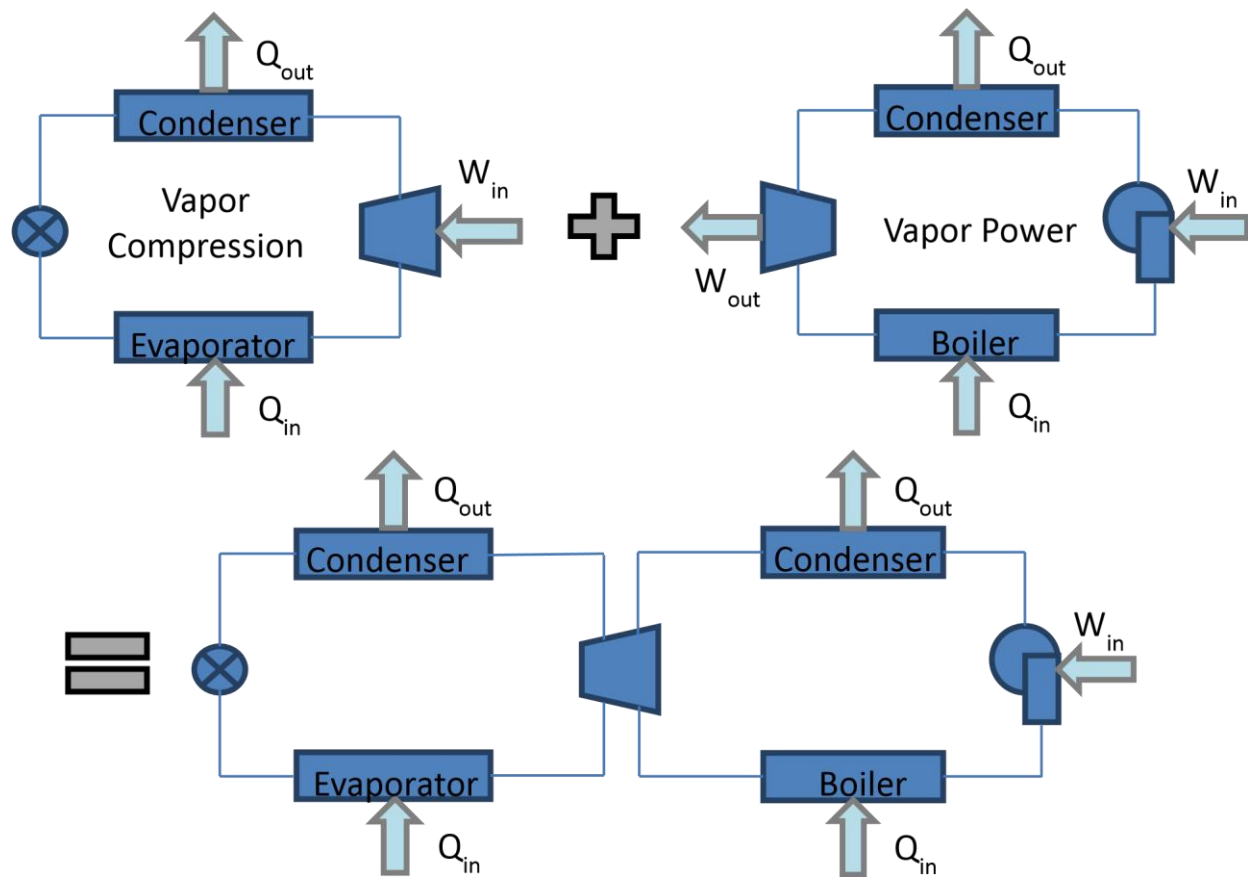 Q_out
Q_out
Condenser
Condenser
W_in
W_in
Vapor
Compression
Vapor Power
W_out
Evaporator
Boiler
Q_in
Q_in
Q_out
Q_out
Condenser
Condenser
W_in
Evaporator
Boiler
Q_in
Q_in